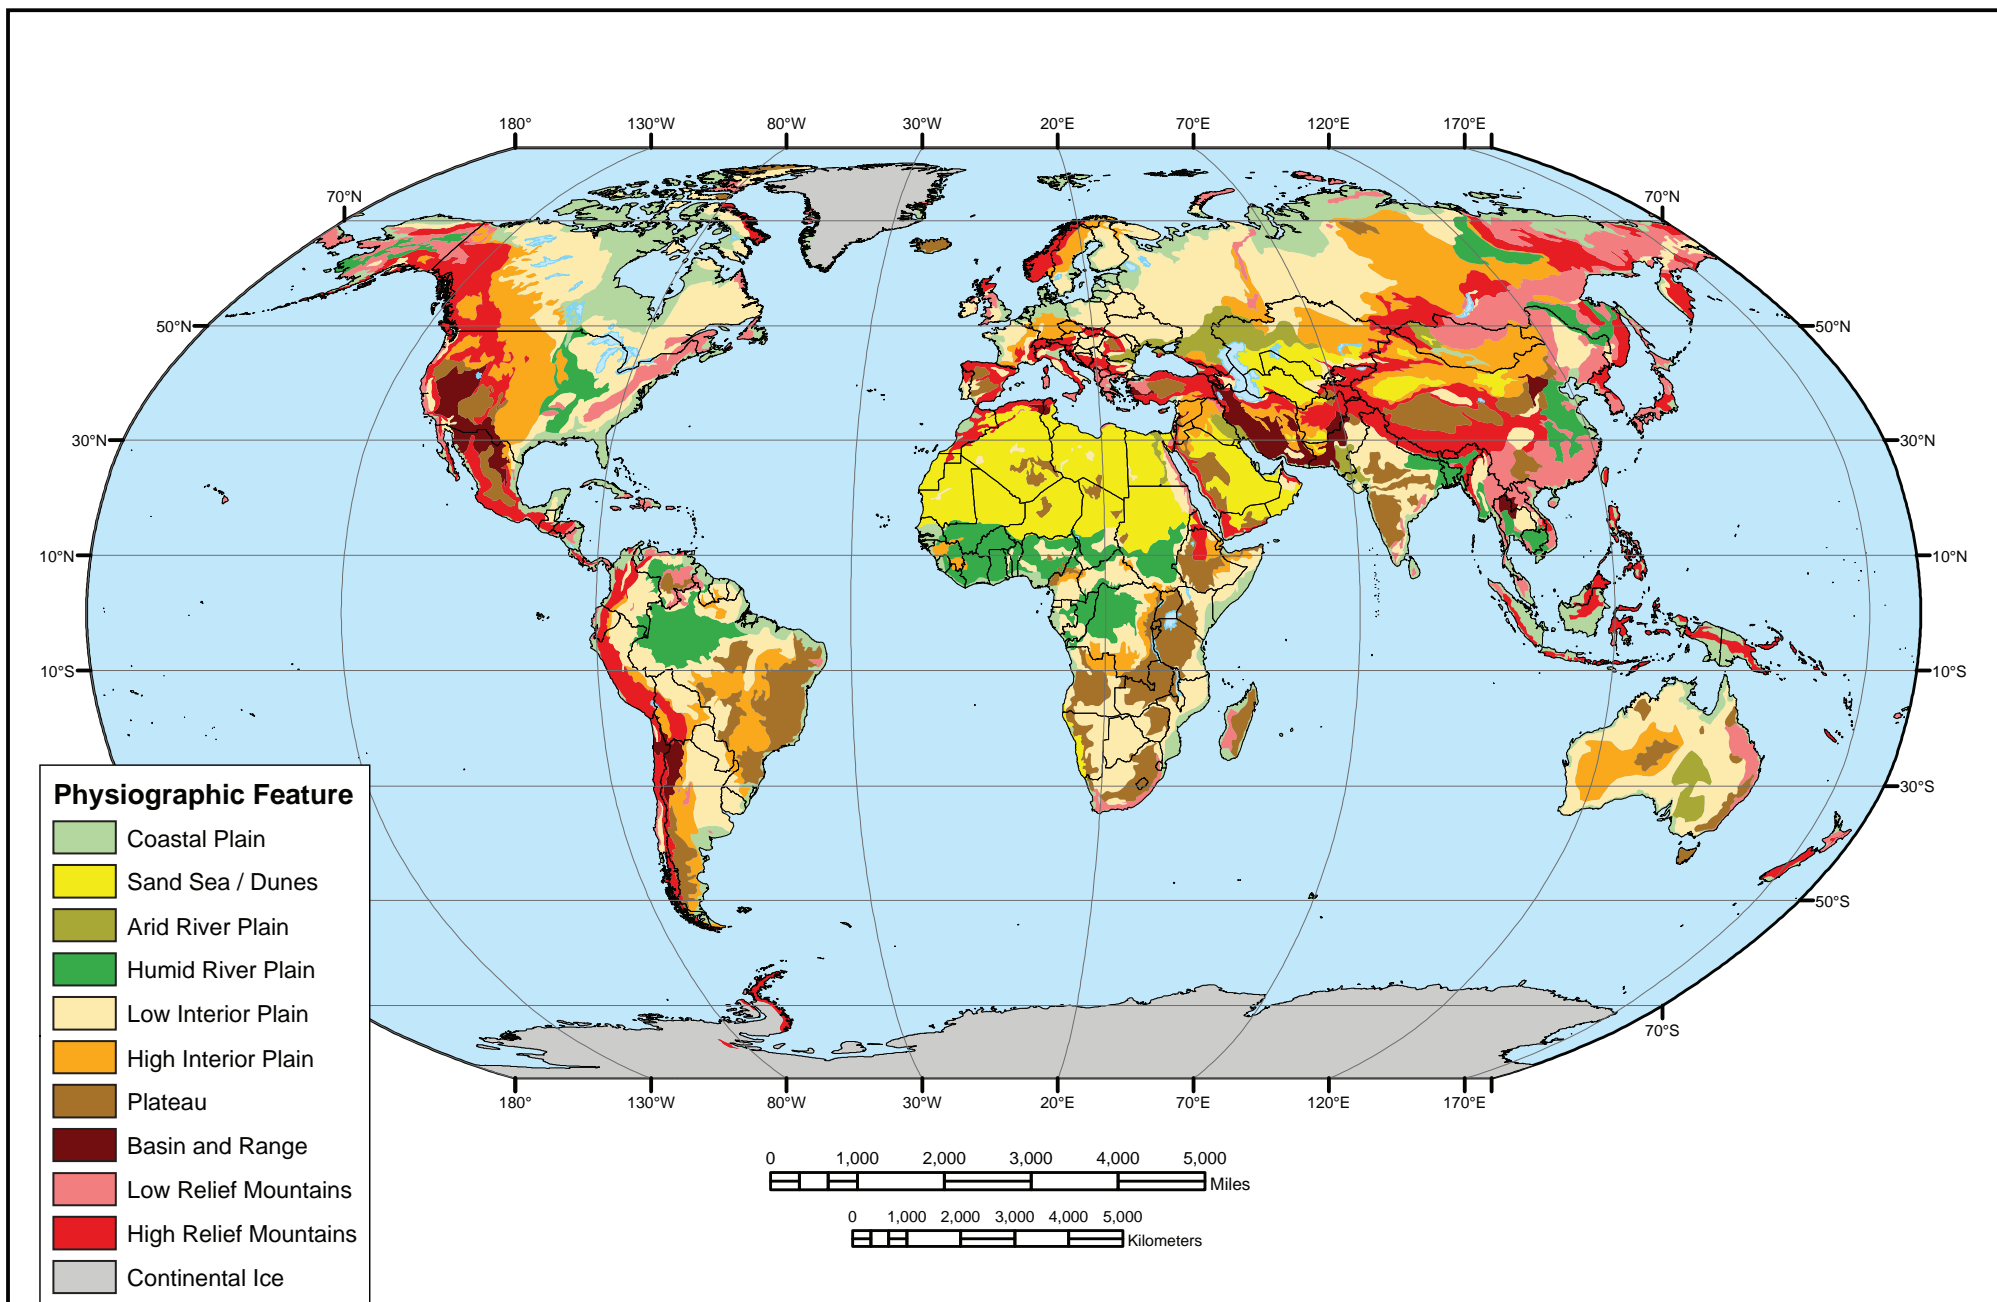 180°
130°W
80°W
30°W
20°E
70°E
120°E
170°E
70°N
70°N
50°N
50°N
30°N
30°N
10°N
10°N
10°S
10°S
30°S
50°S
70°S
Physiographic Feature
Coastal Plain
Sand Sea / Dunes
Arid River Plain
Humid River Plain
Low Interior Plain
High Interior Plain
Plateau
Basin and Range
Low Relief Mountains
High Relief Mountains
Continental Ice
180°
130°W
80°W
30°W
20°E
70°E
120°E
170°E
0 1,000 2,000 3,000 4,000 5,000
Miles
0 1,000 2,000 3,000 4,000 5,000
Kilometers